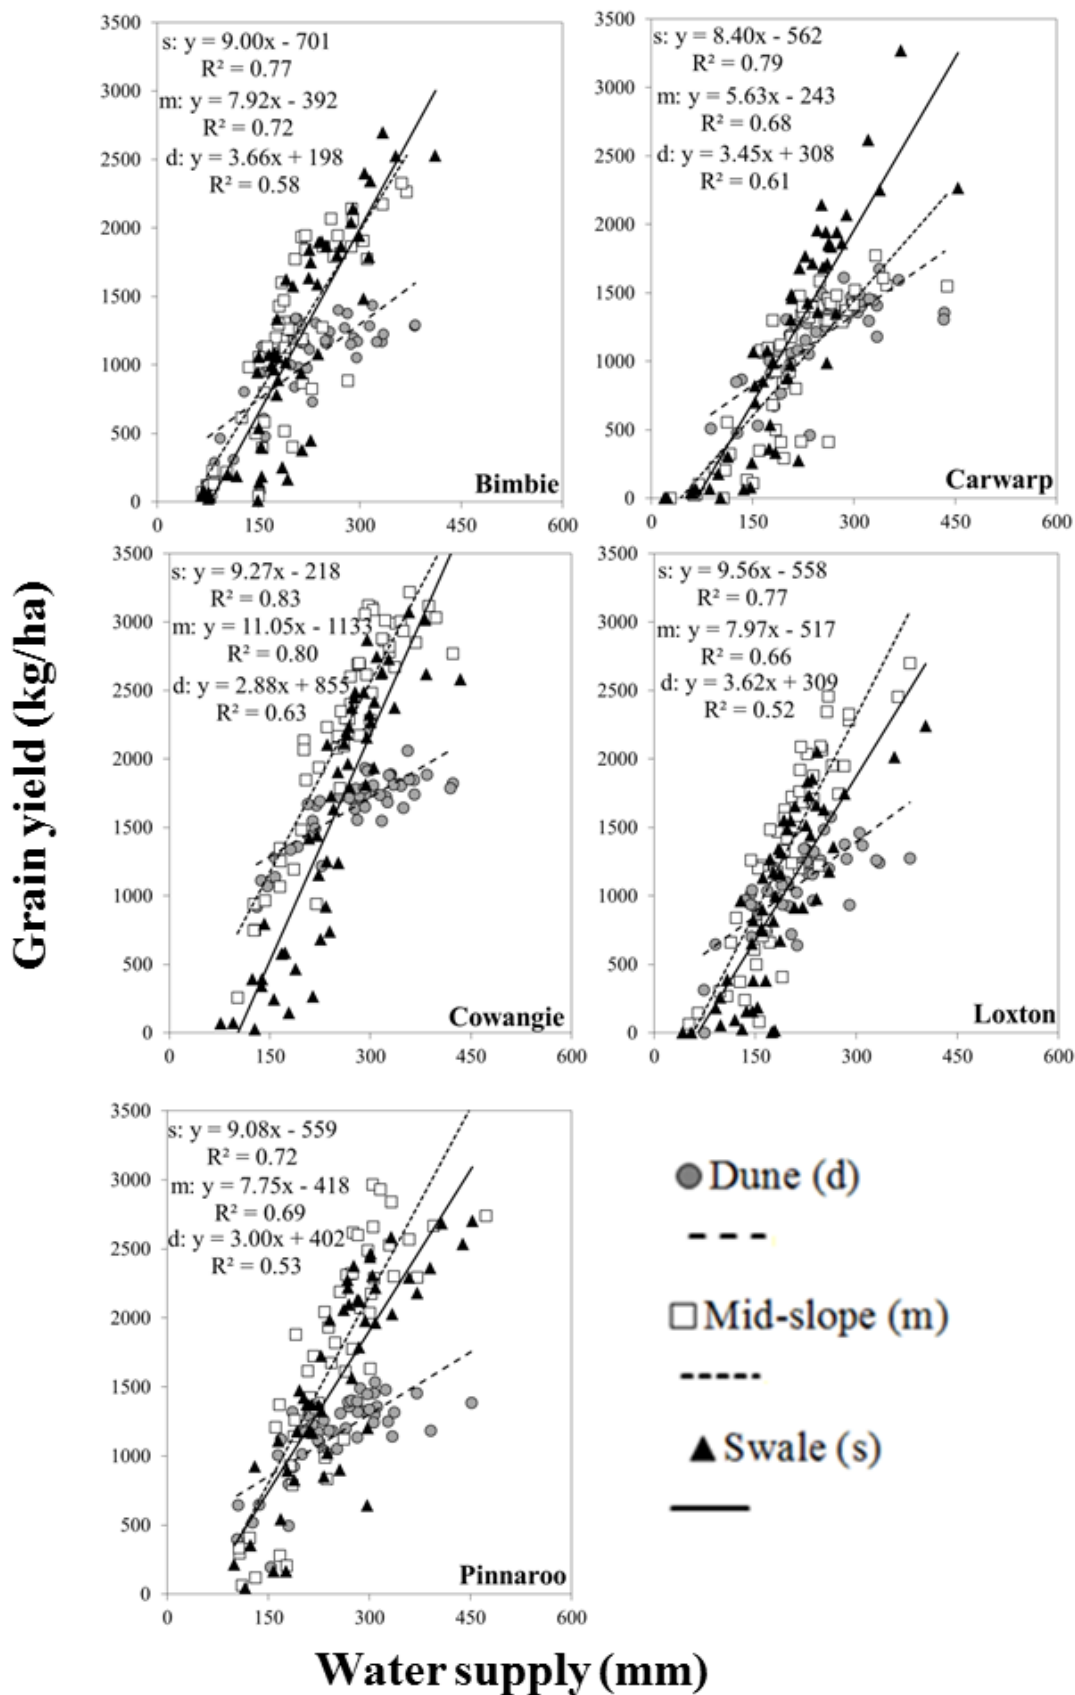 3500
3000
2500
2000
1500
1000
500
0
0 150 300 450 600
s: y = 9.00x - 701
R² = 0.77
m: y = 7.92x - 392
R² = 0.72
d: y = 3.66x + 198
R² = 0.58
Bimbie
3500
3000
2500
2000
1500
1000
500
0
0 150 300 450 600
s: y = 8.40x - 562
R² = 0.79
m: y = 5.63x - 243
R² = 0.68
d: y = 3.45x + 308
R² = 0.61
Carwarp
Grain yield (kg/ha)
3500
3000
2500
2000
1500
1000
500
0
0 150 300 450 600
s: y = 9.27x - 218
R² = 0.83
m: y = 11.05x - 1133
R² = 0.80
d: y = 2.88x + 855
R² = 0.63
Cowangie
3500
3000
2500
2000
1500
1000
500
0
0 150 300 450 600
s: y = 9.56x - 558
R² = 0.77
m: y = 7.97x - 517
R² = 0.66
d: y = 3.62x + 309
R² = 0.52
Loxton
3500
3000
2500
2000
1500
1000
500
0
0 150 300 450 600
s: y = 9.08x - 559
R² = 0.72
m: y = 7.75x - 418
R² = 0.69
d: y = 3.00x + 402
R² = 0.53
Pinnaroo
Dune (d)
Mid-slope (m)
Swale (s)
Water supply (mm)